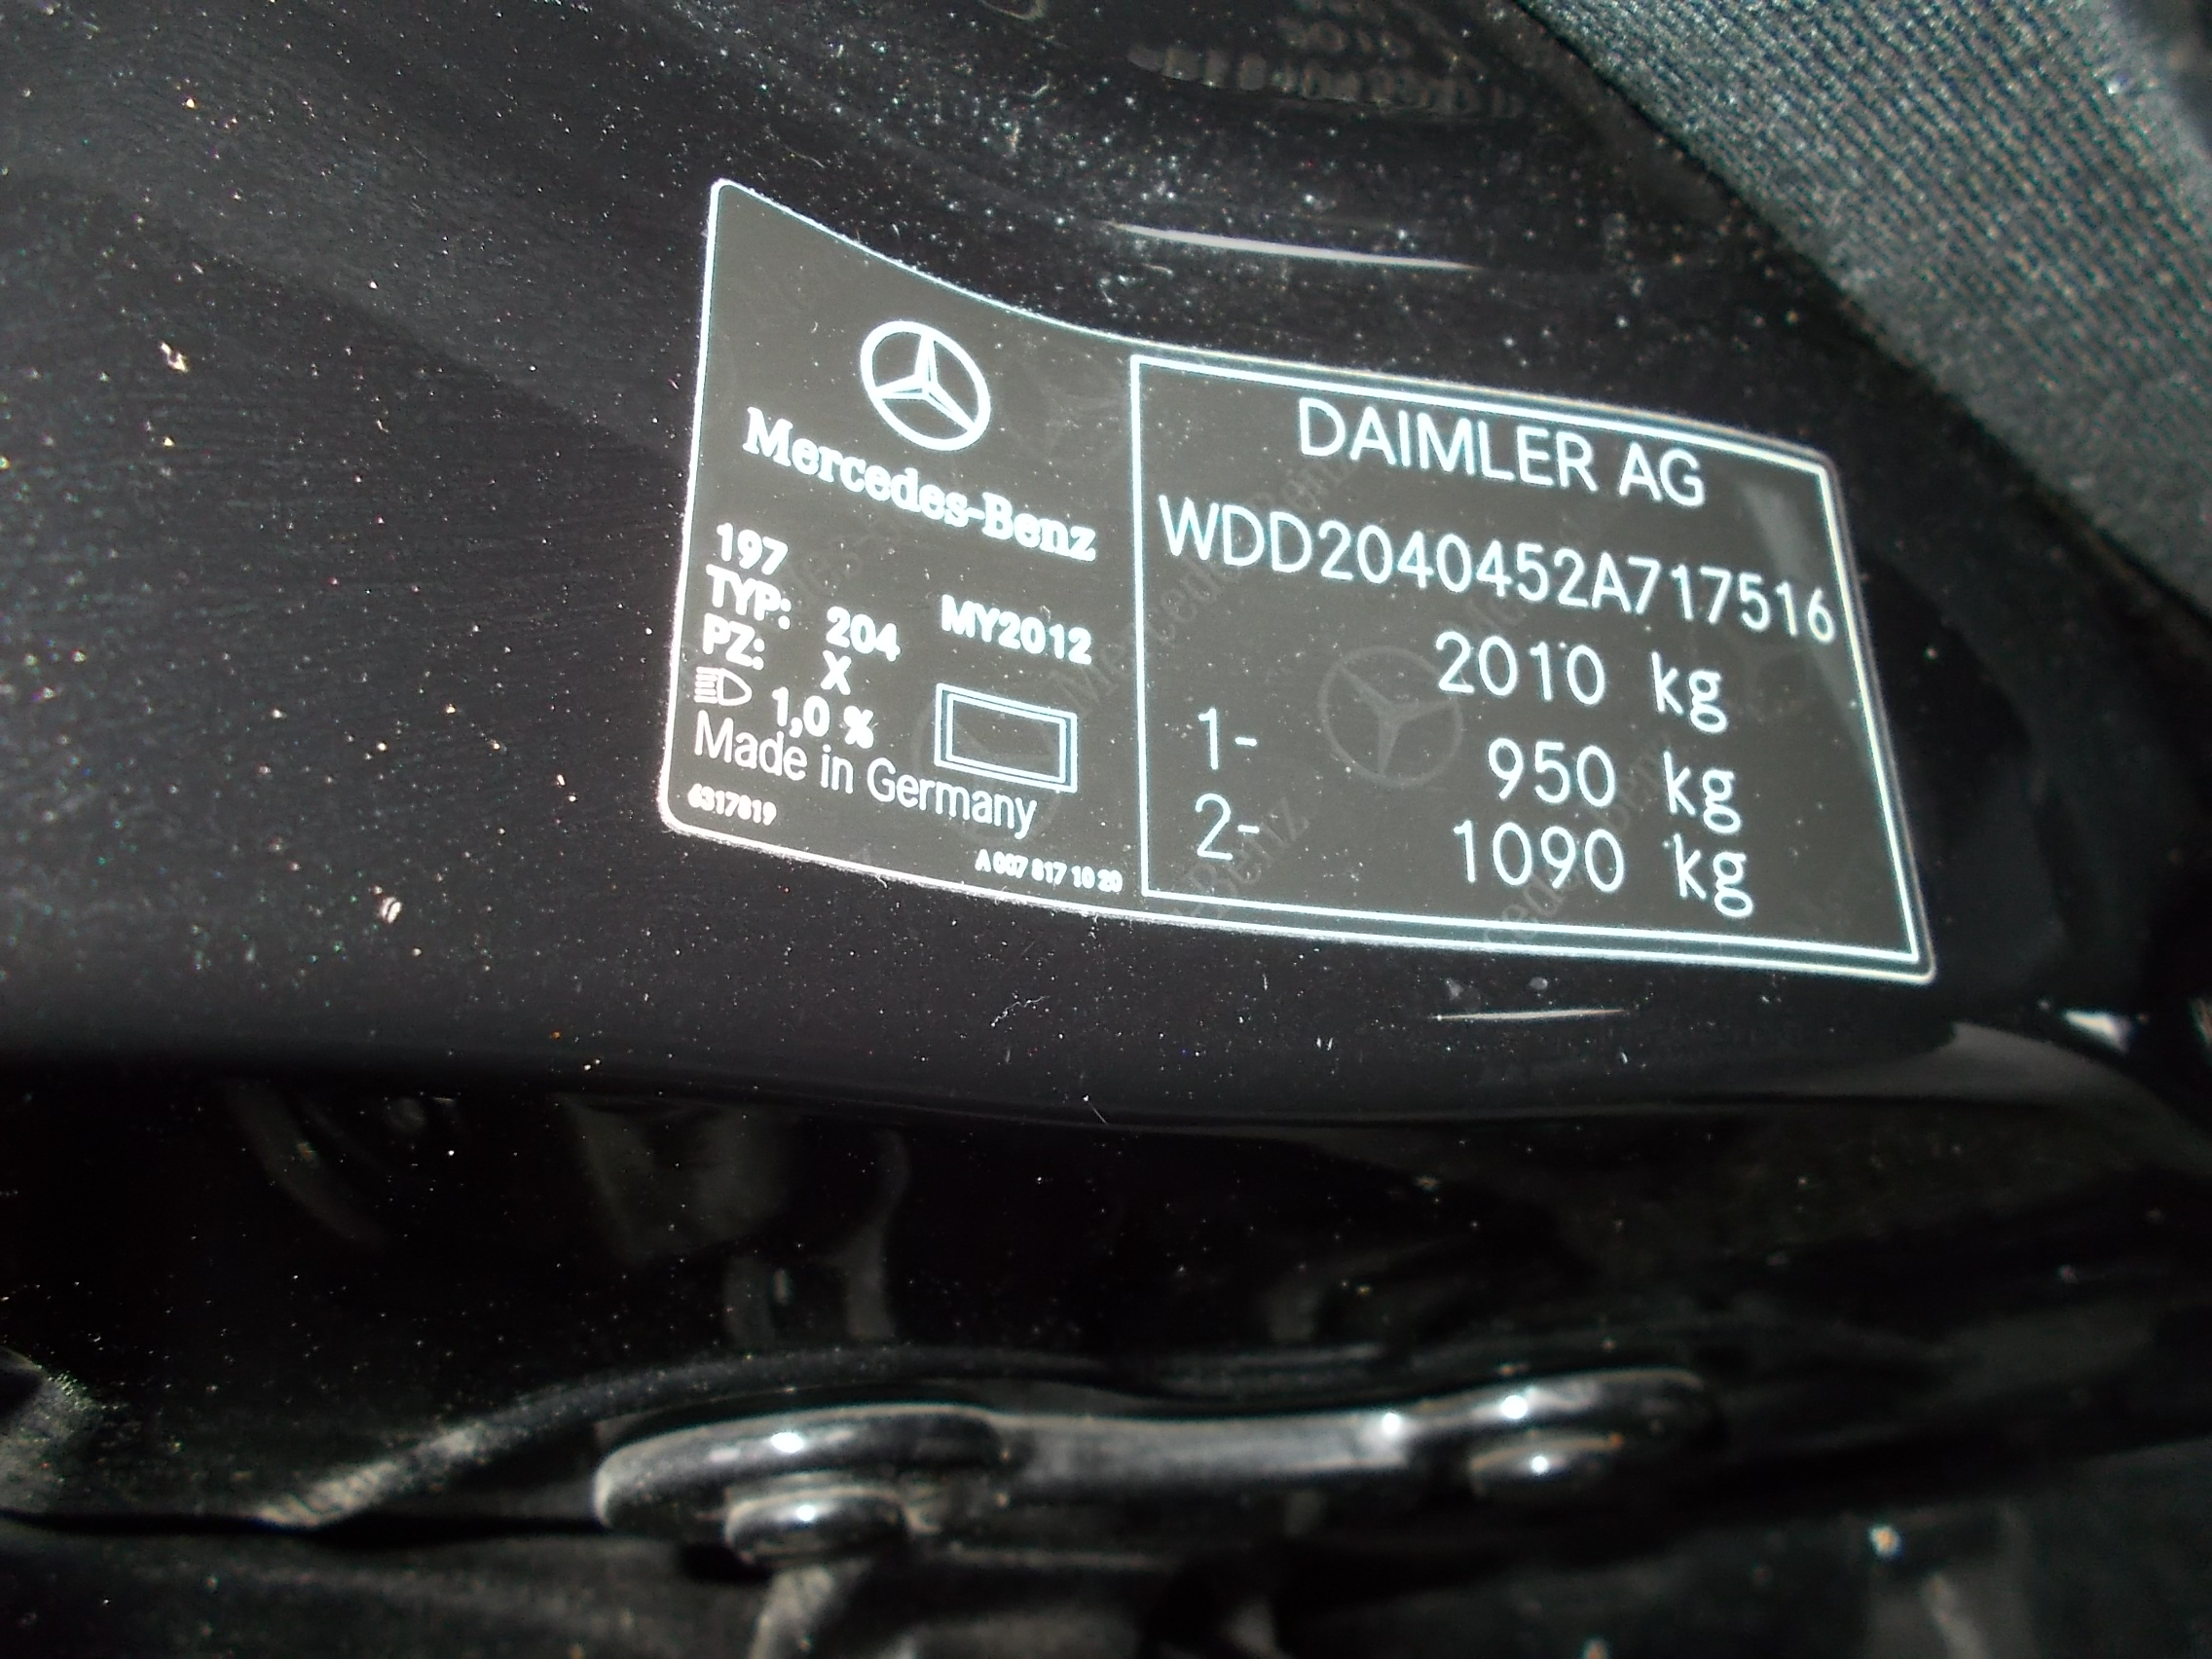 Mercedes-Benz
197
TYP: 204 MY2012
PZ: X
1,0 %
Made in Germany
6317819
A 007 817 10 20
DAIMLER AG
WDD2040452A717516
2010 kg
1- 950 kg
2- 1090 kg